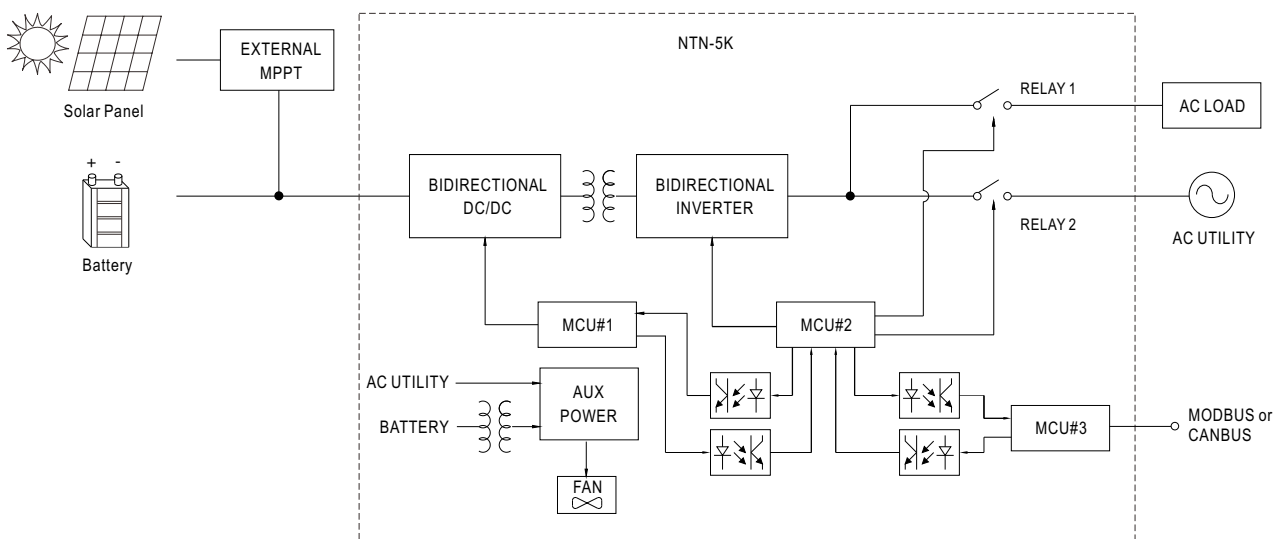 NTN-5K
EXTERNAL
MPPT
Solar Panel
RELAY 1
AC LOAD
+ -
Battery
BIDIRECTIONAL
DC/DC
BIDIRECTIONAL
INVERTER
RELAY 2
AC UTILITY
MCU#1
MCU#2
AC UTILITY
BATTERY
AUX
POWER
FAN
MCU#3
MODBUS or
CANBUS